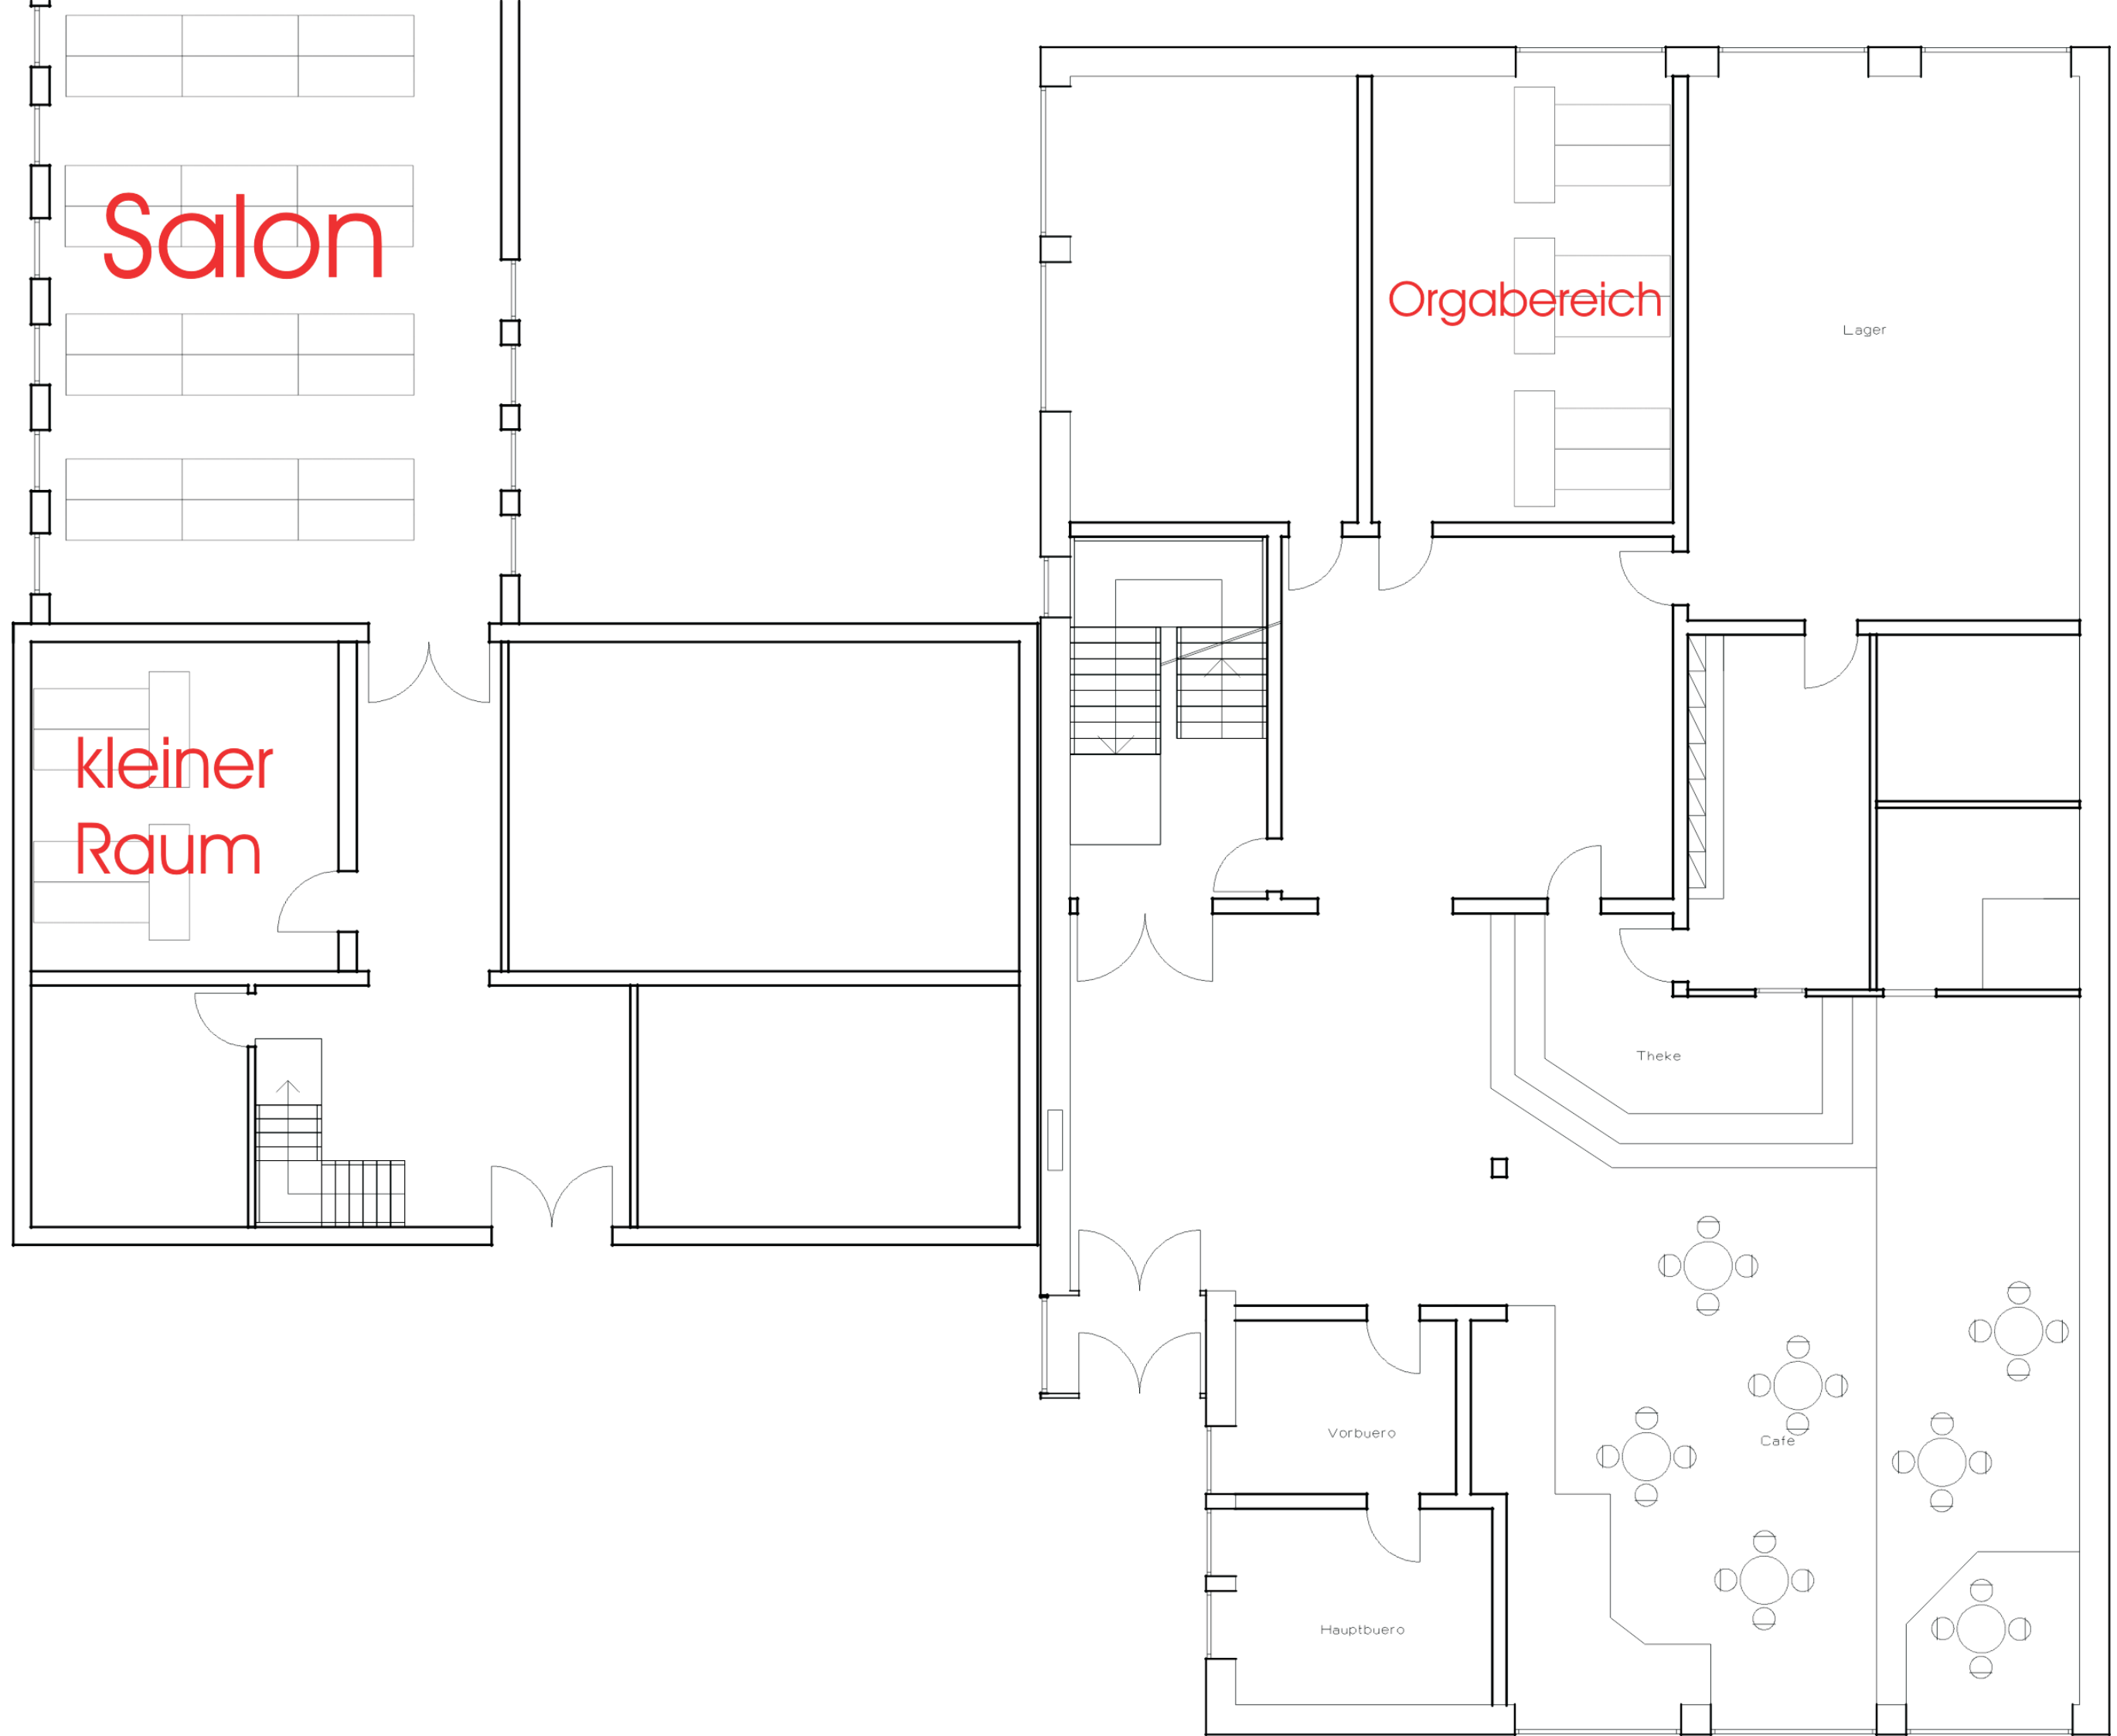 Salon
Orgabereich
Lager
kleiner
Raum
Theke
Vorbuero
Cafe
Hauptbuero